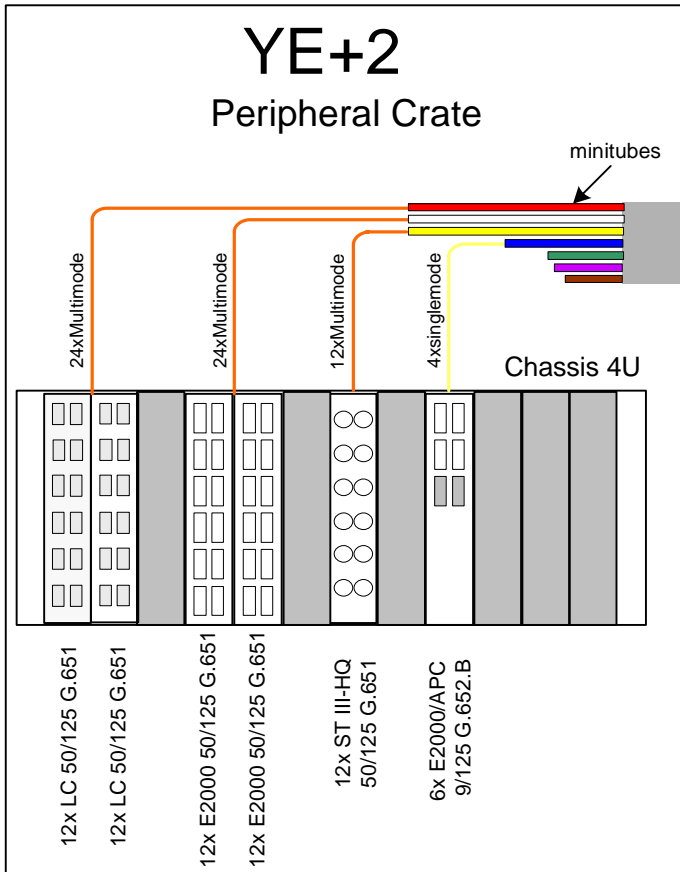 YE+2
Peripheral Crate
minitubes
24xMultimode
24xMultimode
12xMultimode
4xsinglemode
Chassis 4U
12x LC 50/125 G.651
12x LC 50/125 G.651
12x E2000 50/125 G.651
12x E2000 50/125 G.651
12x ST III-HQ
50/125 G.651
6x E2000/APC
9/125 G.652.B